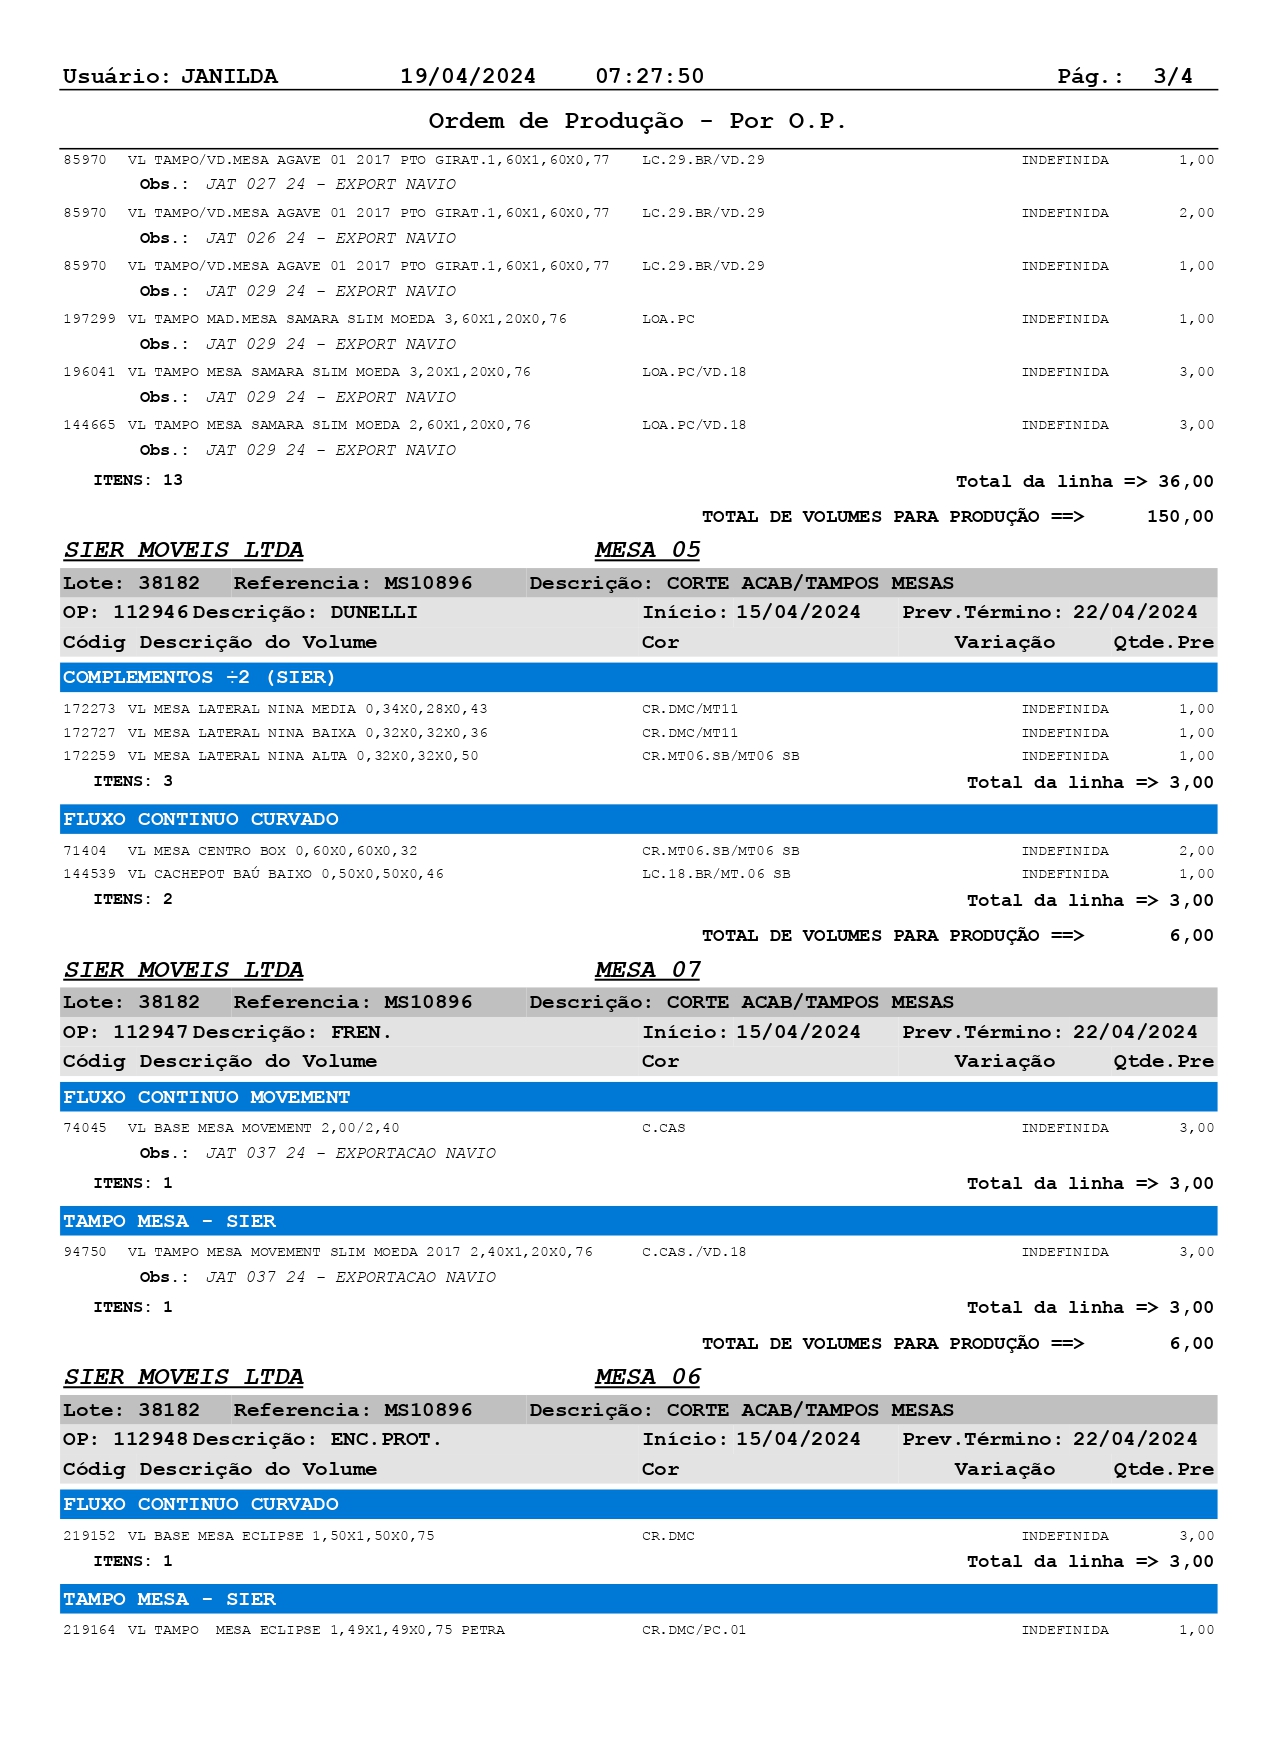 Usuário: JANILDA 19/04/2024 07:27:50 Pág.: 3/4
Ordem de Produção - Por O.P.
85970 VL TAMPO/VD.MESA AGAVE 01 2017 PTO GIRAT.1,60X1,60X0,77 LC.29.BR/VD.29 INDEFINIDA 1,00
Obs.: JAT 027 24 - EXPORT NAVIO
85970 VL TAMPO/VD.MESA AGAVE 01 2017 PTO GIRAT.1,60X1,60X0,77 LC.29.BR/VD.29 INDEFINIDA 2,00
Obs.: JAT 026 24 - EXPORT NAVIO
85970 VL TAMPO/VD.MESA AGAVE 01 2017 PTO GIRAT.1,60X1,60X0,77 LC.29.BR/VD.29 INDEFINIDA 1,00
Obs.: JAT 029 24 - EXPORT NAVIO
197299 VL TAMPO MAD.MESA SAMARA SLIM MOEDA 3,60X1,20X0,76 LOA.PC INDEFINIDA 1,00
Obs.: JAT 029 24 - EXPORT NAVIO
196041 VL TAMPO MESA SAMARA SLIM MOEDA 3,20X1,20X0,76 LOA.PC/VD.18 INDEFINIDA 3,00
Obs.: JAT 029 24 - EXPORT NAVIO
144665 VL TAMPO MESA SAMARA SLIM MOEDA 2,60X1,20X0,76 LOA.PC/VD.18 INDEFINIDA 3,00
Obs.: JAT 029 24 - EXPORT NAVIO
ITENS: 13 Total da linha => 36,00
TOTAL DE VOLUMES PARA PRODUÇÃO ==> 150,00
SIER MOVEIS LTDA MESA 05
Lote: 38182 Referencia: MS10896 Descrição: CORTE ACAB/TAMPOS MESAS
OP: 112946 Descrição: DUNELLI Início: 15/04/2024 Prev.Término: 22/04/2024
Códig Descrição do Volume Cor Variação Qtde.Pre
COMPLEMENTOS ÷2 (SIER)
172273 VL MESA LATERAL NINA MEDIA 0,34X0,28X0,43 CR.DMC/MT11 INDEFINIDA 1,00
172727 VL MESA LATERAL NINA BAIXA 0,32X0,32X0,36 CR.DMC/MT11 INDEFINIDA 1,00
172259 VL MESA LATERAL NINA ALTA 0,32X0,32X0,50 CR.MT06.SB/MT06 SB INDEFINIDA 1,00
ITENS: 3 Total da linha => 3,00
FLUXO CONTINUO CURVADO
71404 VL MESA CENTRO BOX 0,60X0,60X0,32 CR.MT06.SB/MT06 SB INDEFINIDA 2,00
144539 VL CACHEPOT BAÚ BAIXO 0,50X0,50X0,46 LC.18.BR/MT.06 SB INDEFINIDA 1,00
ITENS: 2 Total da linha => 3,00
TOTAL DE VOLUMES PARA PRODUÇÃO ==> 6,00
SIER MOVEIS LTDA MESA 07
Lote: 38182 Referencia: MS10896 Descrição: CORTE ACAB/TAMPOS MESAS
OP: 112947 Descrição: FREN. Início: 15/04/2024 Prev.Término: 22/04/2024
Códig Descrição do Volume Cor Variação Qtde.Pre
FLUXO CONTINUO MOVEMENT
74045 VL BASE MESA MOVEMENT 2,00/2,40 C.CAS INDEFINIDA 3,00
Obs.: JAT 037 24 - EXPORTACAO NAVIO
ITENS: 1 Total da linha => 3,00
TAMPO MESA - SIER
94750 VL TAMPO MESA MOVEMENT SLIM MOEDA 2017 2,40X1,20X0,76 C.CAS./VD.18 INDEFINIDA 3,00
Obs.: JAT 037 24 - EXPORTACAO NAVIO
ITENS: 1 Total da linha => 3,00
TOTAL DE VOLUMES PARA PRODUÇÃO ==> 6,00
SIER MOVEIS LTDA MESA 06
Lote: 38182 Referencia: MS10896 Descrição: CORTE ACAB/TAMPOS MESAS
OP: 112948 Descrição: ENC.PROT. Início: 15/04/2024 Prev.Término: 22/04/2024
Códig Descrição do Volume Cor Variação Qtde.Pre
FLUXO CONTINUO CURVADO
219152 VL BASE MESA ECLIPSE 1,50X1,50X0,75 CR.DMC INDEFINIDA 3,00
ITENS: 1 Total da linha => 3,00
TAMPO MESA - SIER
219164 VL TAMPO  MESA ECLIPSE 1,49X1,49X0,75 PETRA CR.DMC/PC.01 INDEFINIDA 1,00